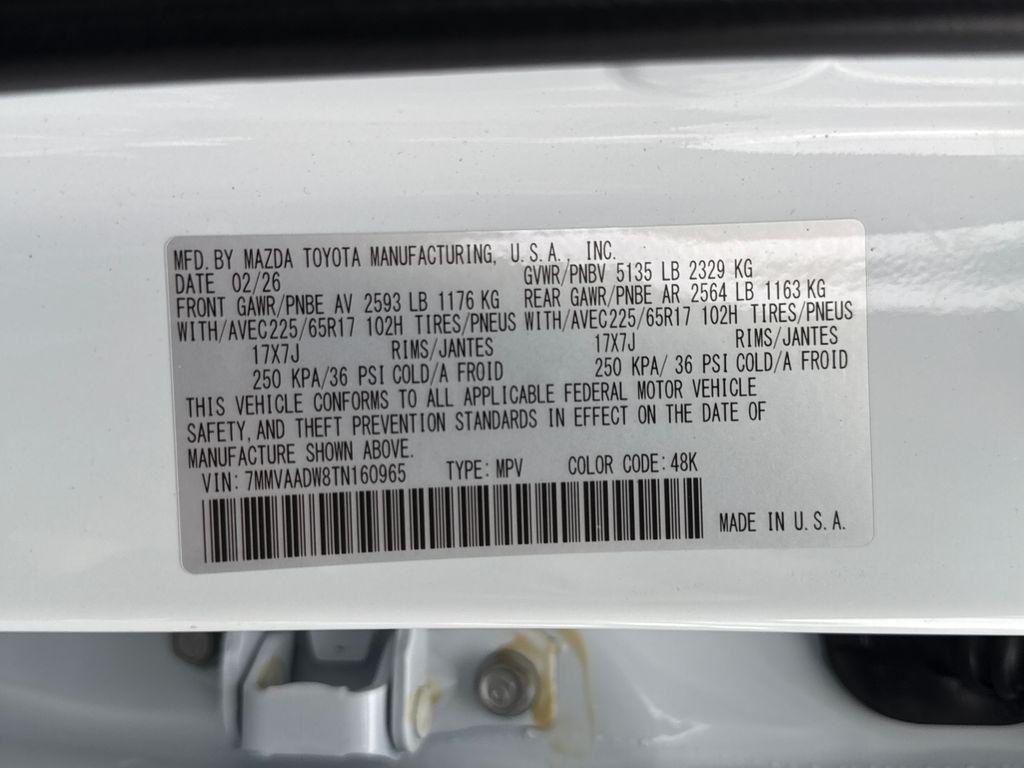 MFD. BY MAZDA TOYOTA MANUFACTURING, U.S.A., INC.
DATE 02/26 GVWR/PNBV 5135 LB 2329 KG
FRONT GAWR/PNBE AV 2593 LB 1176 KG REAR GAWR/PNBE AR 2564 LB 1163 KG
WITH/AVEC225/65R17 102H TIRES/PNEUS WITH/AVEC225/65R17 102H TIRES/PNEUS
17X7J RIMS/JANTES 17X7J RIMS/JANTES
250 KPA/36 PSI COLD/A FROID 250 KPA/ 36 PSI COLD/A FROID
THIS VEHICLE CONFORMS TO ALL APPLICABLE FEDERAL MOTOR VEHICLE
SAFETY, AND THEFT PREVENTION STANDARDS IN EFFECT ON THE DATE OF
MANUFACTURE SHOWN ABOVE.
VIN: 7MMVAADW8TN160965 TYPE: MPV COLOR CODE: 48K
MADE IN U.S.A.